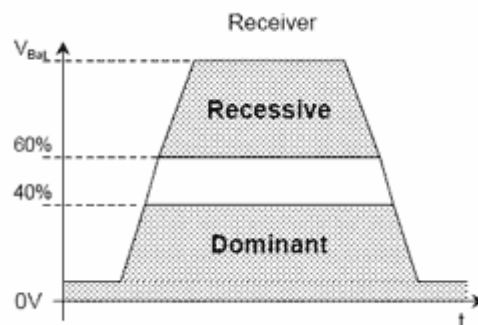 Receiver
V_Bat
Recessive
60%
40%
Dominant
0V
t